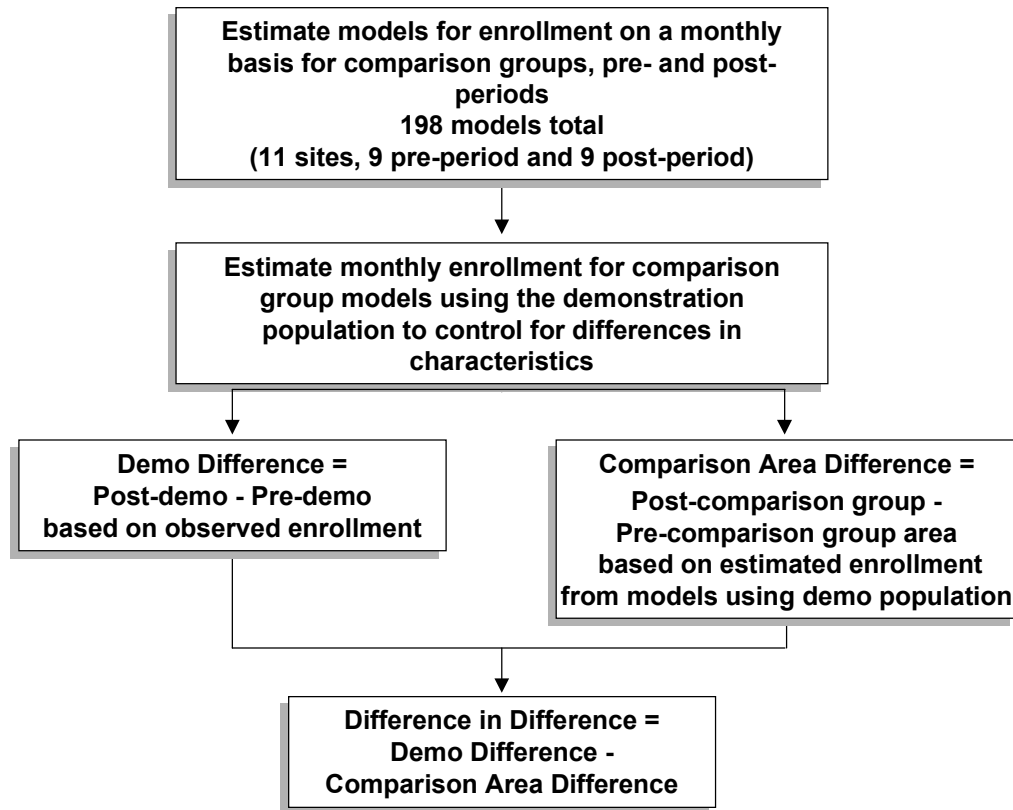 Estimate models for enrollment on a monthly
basis for comparison groups, pre- and post-
periods
198 models total
(11 sites, 9 pre-period and 9 post-period)
Estimate monthly enrollment for comparison
group models using the demonstration
population to control for differences in
characteristics
Demo Difference =
Post-demo - Pre-demo
based on observed enrollment
Comparison Area Difference =
Post-comparison group -
Pre-comparison group area
based on estimated enrollment
from models using demo population
Difference in Difference =
Demo Difference -
Comparison Area Difference